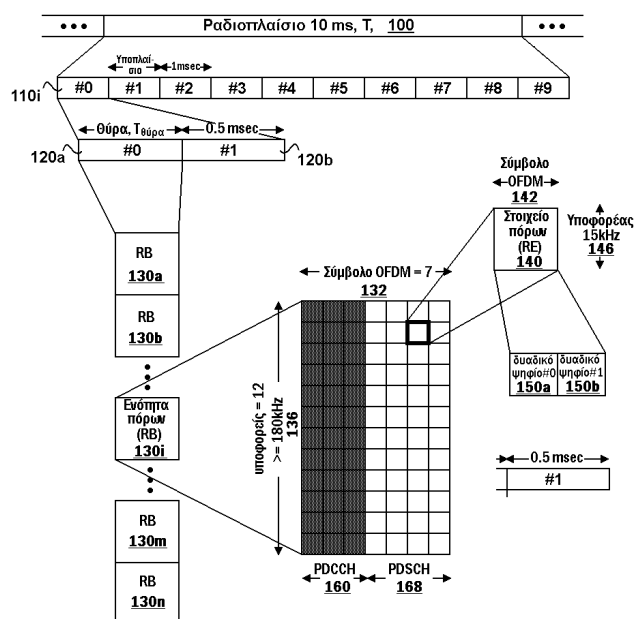 ••• Ραδιοπλαίσιο 10 ms, T, 100 •••
Υποπλαί-
σιο
1msec
110i #0 #1 #2 #3 #4 #5 #6 #7 #8 #9
Θύρα, Tθύρα 0.5 msec
120a #0 #1 120b
RB
130a
RB
130b
Ενότητα
πόρων
(RB)
130i
RB
130m
RB
130n
Σύμβολο OFDM = 7
132
υποφορείς = 12
>= 180kHz
136
PDCCH
160
PDSCH
168
Σύμβολο
OFDM
142
Στοιχείο
πόρων
(RE)
140
Υποφορέας
15kHz
146
δυαδικό
ψηφίο#0
150a
δυαδικό
ψηφίο#1
150b
0.5 msec
#1